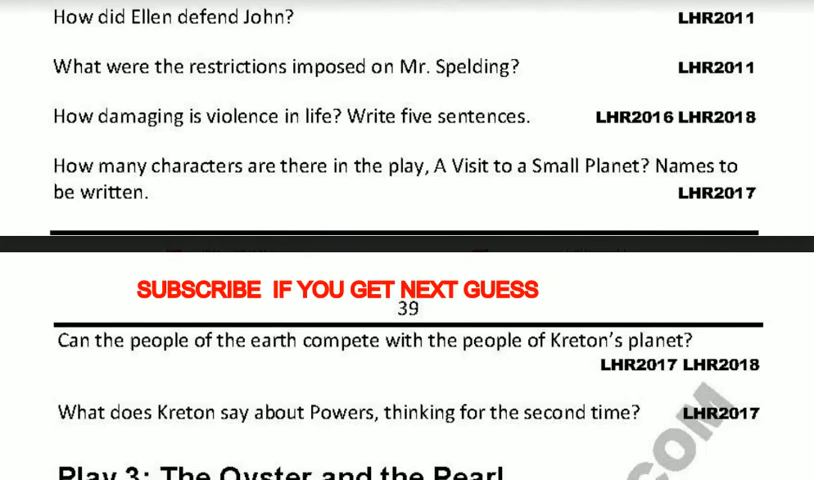 How did Ellen defend John? LHR2011
What were the restrictions imposed on Mr. Spelding? LHR2011
How damaging is violence in life? Write five sentences. LHR2016 LHR2018
How many characters are there in the play, A Visit to a Small Planet? Names to
be written. LHR2017
SUBSCRIBE IF YOU GET NEXT GUESS
39
Can the people of the earth compete with the people of Kreton's planet?
LHR2017 LHR2018
What does Kreton say about Powers, thinking for the second time? LHR2017
.COM
Play 3: The Oyster and the Pearl